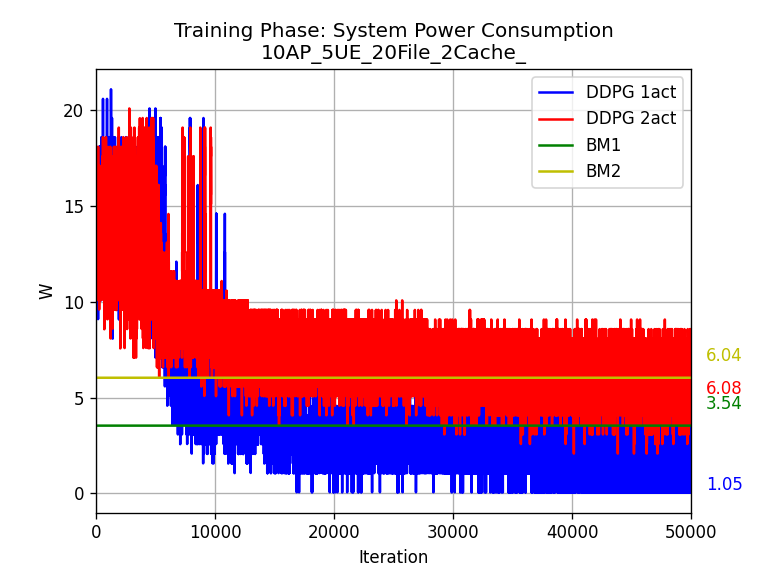 Training Phase: System Power Consumption
10AP_5UE_20File_2Cache_
DDPG 1act
DDPG 2act
BM1
BM2
W
20
15
10
5
0
6.04
6.08
3.54
1.05
0
10000
20000
30000
40000
50000
Iteration